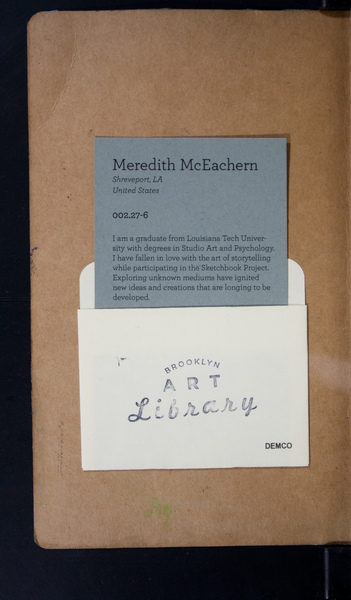 Meredith McEachern
Shreveport, LA
United States
002.27-6
I am a graduate from Louisiana Tech Univer-
sity with degrees in Studio Art and Psychology.
I have fallen in love with the art of storytelling
while participating in the Sketchbook Project.
Exploring unknown mediums have ignited
new ideas and creations that are longing to be
developed.
BROOKLYN
ART
Library
DEMCO